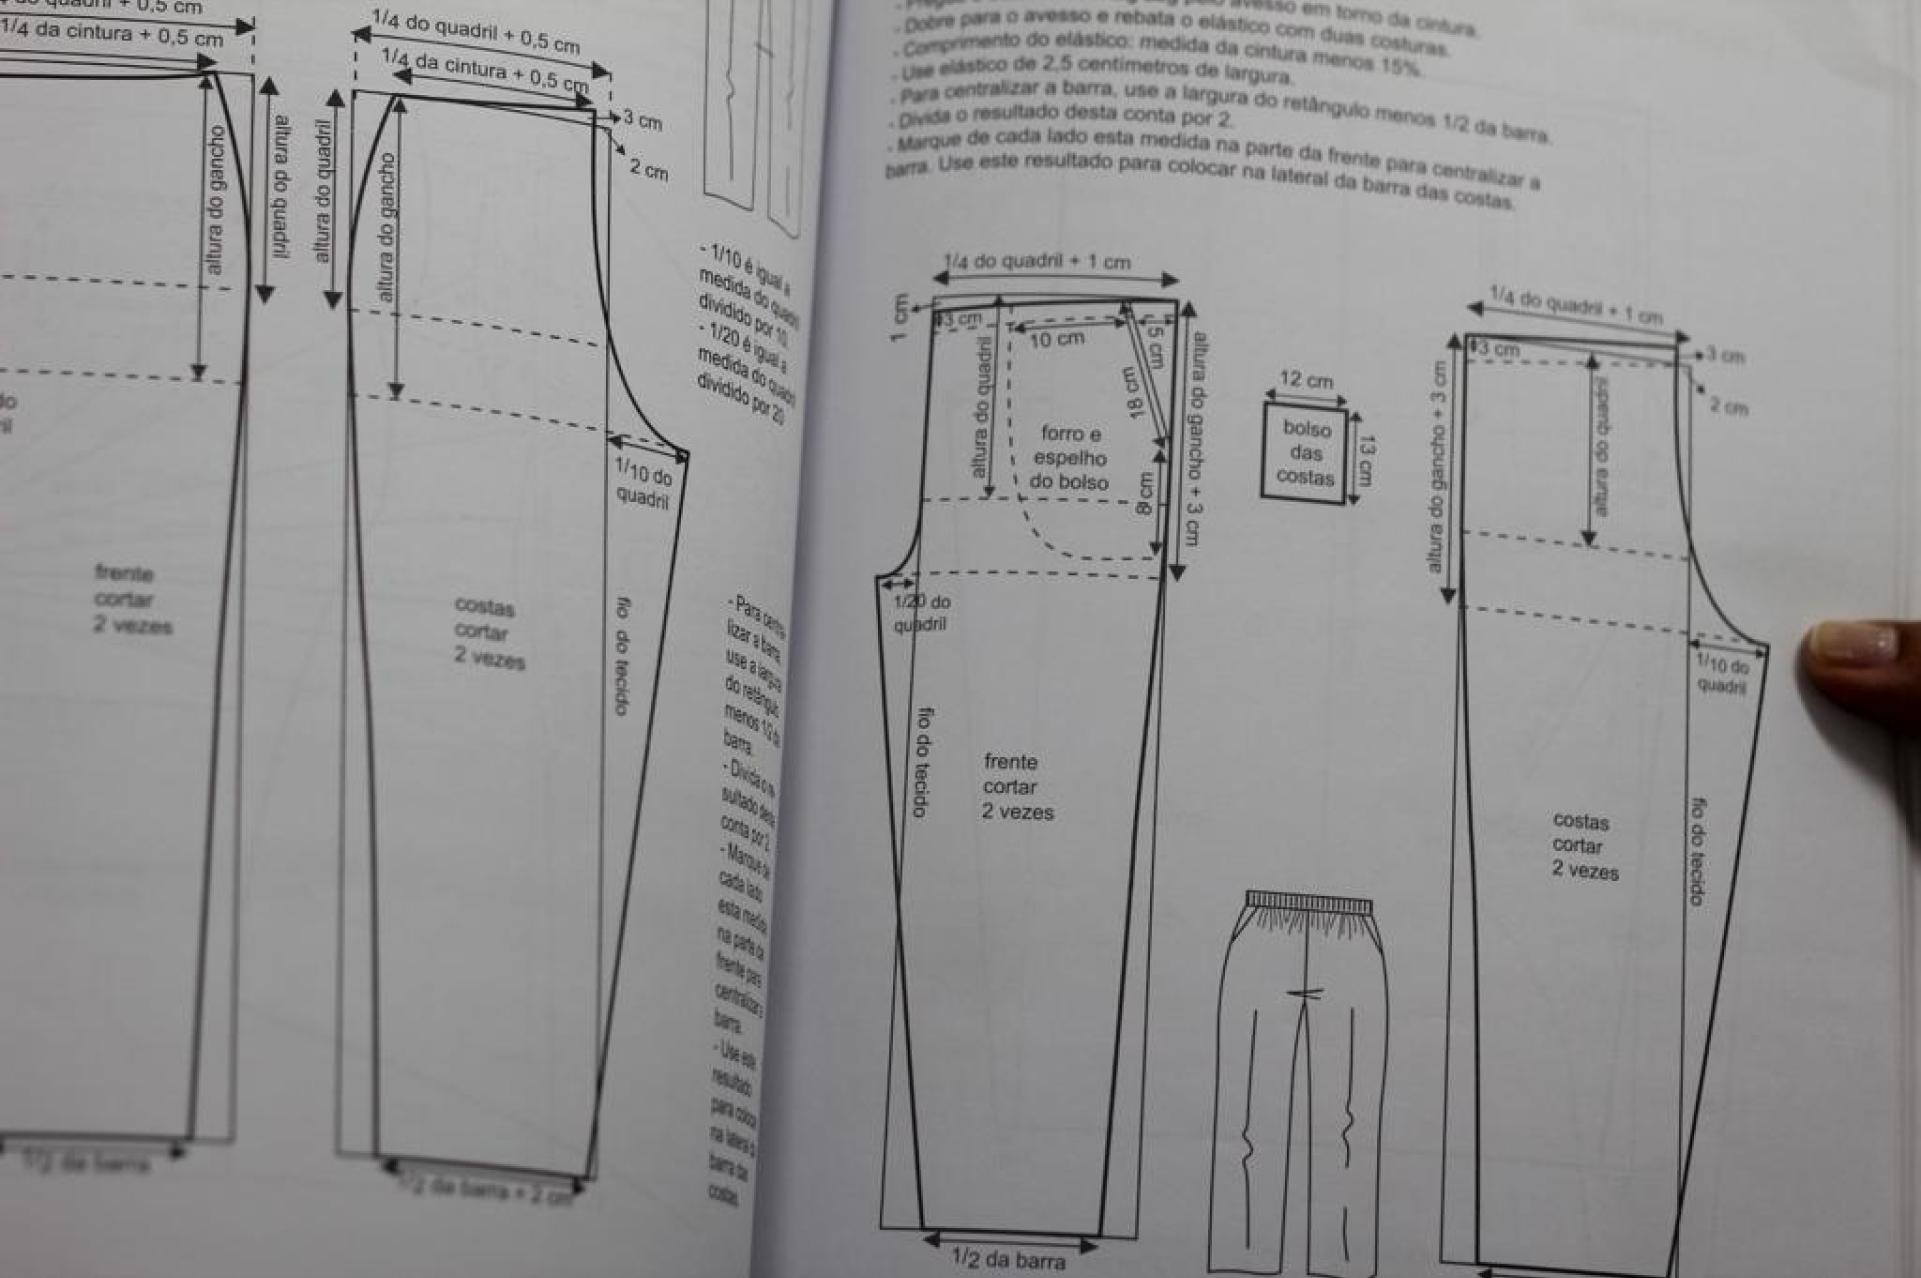 + 0,5 cm
1/4 da cintura + 0,5 cm
altura do gancho
altura do quadril
frente
cortar
2 vezes
1/2 da barra
1/4 do quadril + 0,5 cm
1/4 da cintura + 0,5 cm
3 cm
2 cm
altura do quadril
altura do gancho
1/10 do
quadril
costas
cortar
2 vezes
fio do tecido
1/2 da barra + 2 cm
- 1/10 é igual a
medida do quadril
dividido por 10.
- 1/20 é igual a
medida do quadril
dividido por 20
- Para centra-
lizar a barra,
use a largura
do retângulo
menos 1/2 da
barra.
- Divida o re-
sultado desta
conta por 2.
- Marque de
cada lado
esta medida
na parte da
frente para
centralizar a
barra.
- Use este
resultado
para colocar
na lateral da
barra das
costas.
avesso em torno da cintura.
- Dobre para o avesso e rebata o elástico com duas costuras.
- Comprimento do elástico: medida da cintura menos 15%.
- Use elástico de 2,5 centímetros de largura.
- Para centralizar a barra, use a largura do retângulo menos 1/2 da barra.
- Divida o resultado desta conta por 2.
- Marque de cada lado esta medida na parte da frente para centralizar a
barra. Use este resultado para colocar na lateral da barra das costas.
1/4 do quadril + 1 cm
1 cm
3 cm
10 cm
5 cm
18 cm
altura do quadril
forro e
espelho
do bolso
8 cm
altura do gancho + 3 cm
1/20 do
quadril
fio do tecido
frente
cortar
2 vezes
1/2 da barra
12 cm
bolso
das
costas
13 cm
1/4 do quadril + 1 cm
3 cm
3 cm
2 cm
altura do gancho + 3 cm
altura do quadril
1/10 do
quadril
costas
cortar
2 vezes
fio do tecido